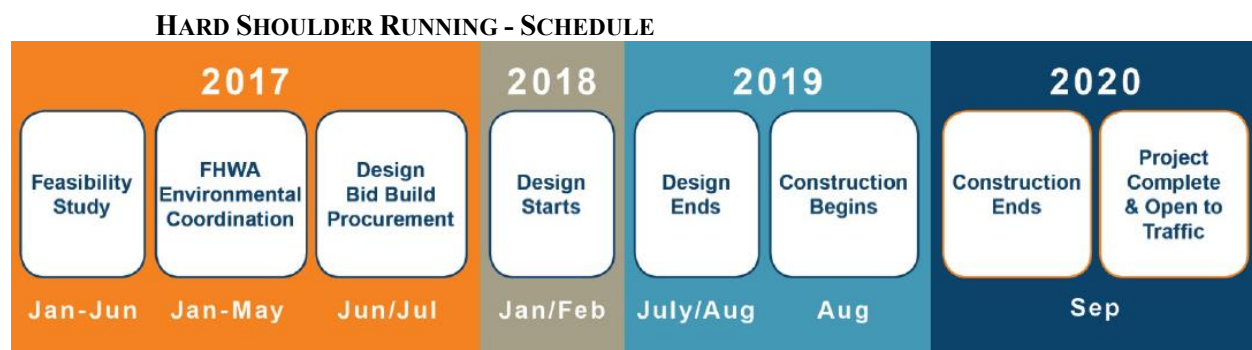 HARD SHOULDER RUNNING - SCHEDULE
2017
Feasibility
Study
Jan-Jun
FHWA
Environmental
Coordination
Jan-May
Design
Bid Build
Procurement
Jun/Jul
2018
Design
Starts
Jan/Feb
2019
Design
Ends
July/Aug
Construction
Begins
Aug
2020
Construction
Ends
Project
Complete
& Open to
Traffic
Sep